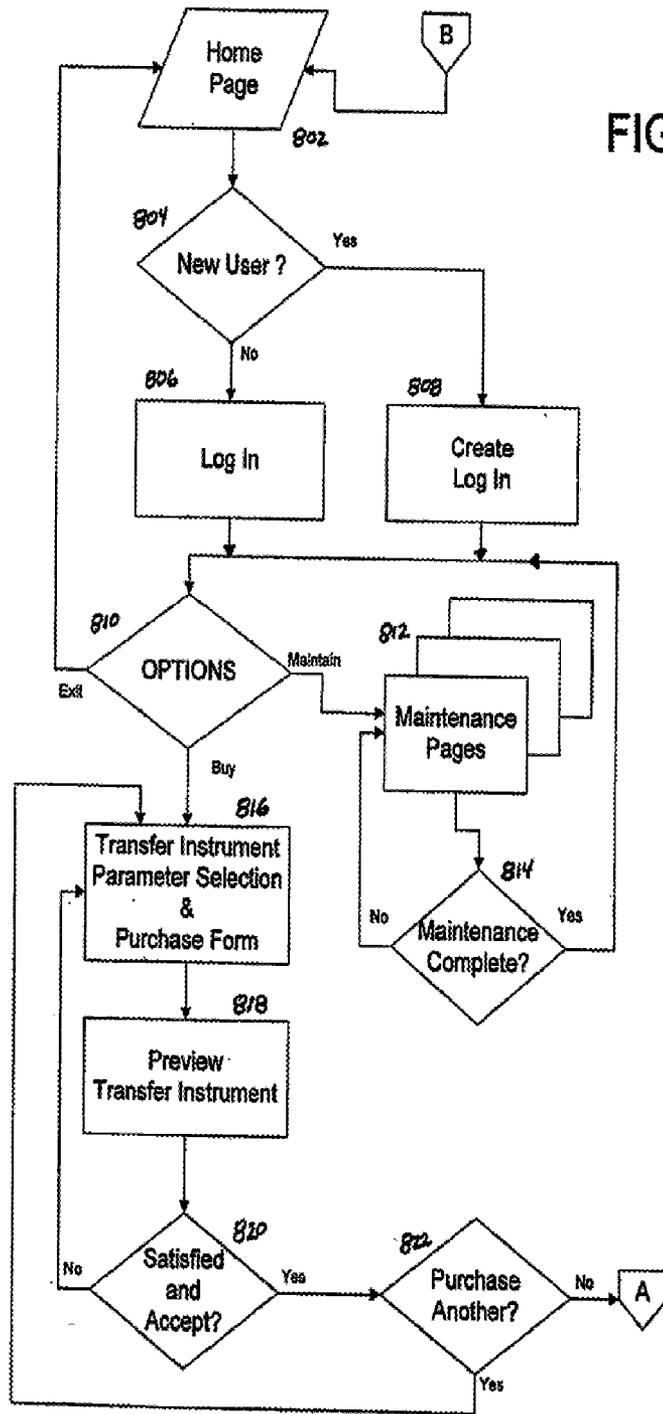 B
Home
Page
802
FIG
804
New User ?
Yes
No
806
808
Log In
Create
Log In
810
OPTIONS
Exit
Maintain
Buy
812
Maintenance
Pages
814
Maintenance
Complete?
No
Yes
816
Transfer Instrument
Parameter Selection
&
Purchase Form
818
Preview
Transfer Instrument
820
Satisfied
and
Accept?
No
Yes
822
Purchase
Another?
No
A
Yes